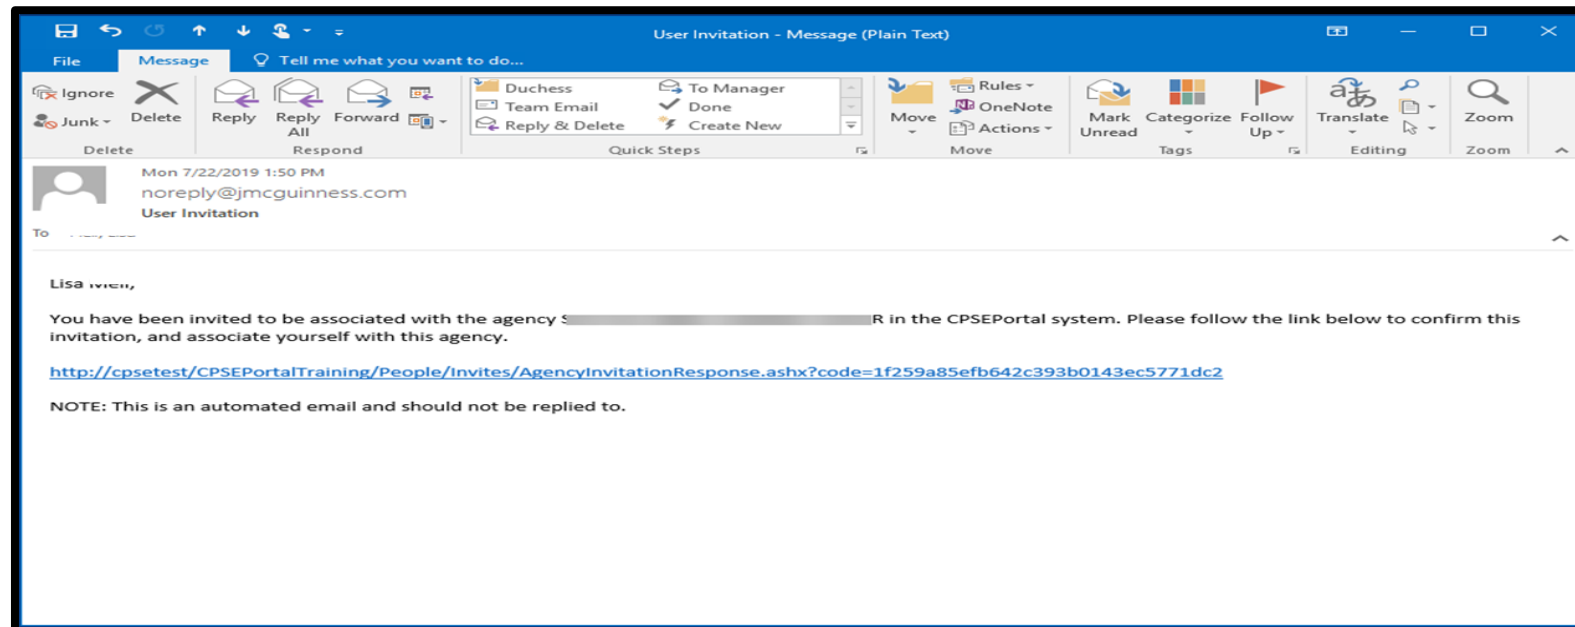 User Invitation - Message (Plain Text)
File Message Tell me what you want to do...
Ignore
Junk
Delete
Reply
Reply All
Forward
Duchess
Team Email
Reply & Delete
To Manager
Done
Create New
Move
Rules
OneNote
Actions
Mark Unread
Categorize
Follow Up
Translate
Zoom
Delete Respond Quick Steps Move Tags Editing Zoom
Mon 7/22/2019 1:50 PM
noreply@jmcguinness.com
User Invitation
To
Lisa
You have been invited to be associated with the agency S R in the CPSEPortal system. Please follow the link below to confirm this
invitation, and associate yourself with this agency.
http://cpsetest/CPSEPortalTraining/People/Invites/AgencyInvitationResponse.ashx?code=1f259a85efb642c393b0143ec5771dc2
NOTE: This is an automated email and should not be replied to.